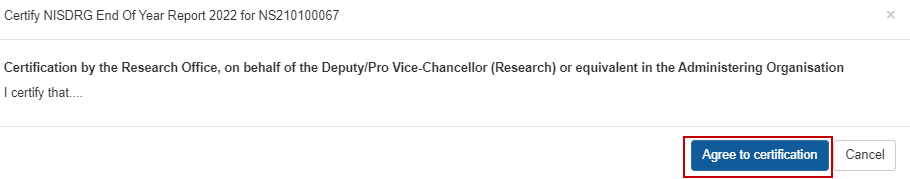 Certify NISDRG End Of Year Report 2022 for NS210100067
×
Certification by the Research Office, on behalf of the Deputy/Pro Vice-Chancellor (Research) or equivalent in the Administering Organisation
I certify that....
Agree to certification
Cancel